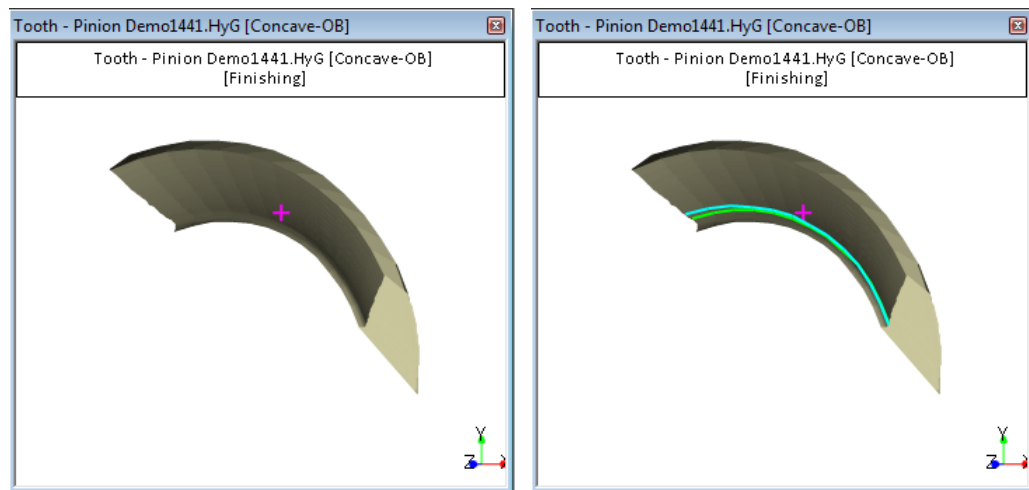 Tooth - Pinion Demo1441.HyG [Concave-OB]
Tooth - Pinion Demo1441.HyG [Concave-OB]
[Finishing]
Y
Z
Tooth - Pinion Demo1441.HyG [Concave-OB]
Tooth - Pinion Demo1441.HyG [Concave-OB]
[Finishing]
Y
Z